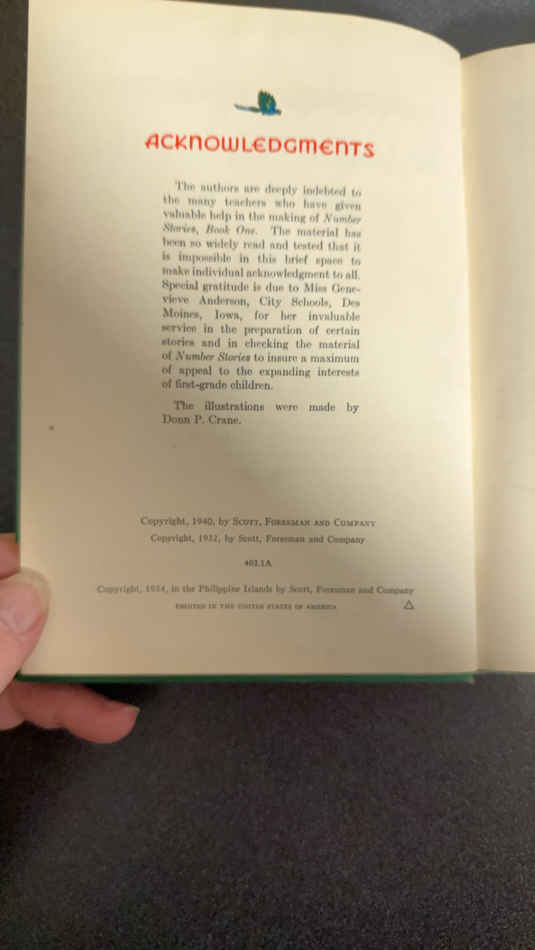 ACKNOWLEDGMENTS
The authors are deeply indebted to
the many teachers who have given
valuable help in the making of Number
Stories, Book One. The material has
been so widely read and tested that it
is impossible in this brief space to
make individual acknowledgment to all.
Special gratitude is due to Miss Gene-
vieve Anderson, City Schools, Des
Moines, Iowa, for her invaluable
service in the preparation of certain
stories and in checking the material
of Number Stories to insure a maximum
of appeal to the expanding interests
of first-grade children.
The illustrations were made by
Donn P. Crane.
Copyright, 1940, by Scott, Foresman and Company
Copyright, 1932, by Scott, Foresman and Company
402.1A
Copyright, 1934, in the Philippine Islands by Scott, Foresman and Company
PRINTED IN THE UNITED STATES OF AMERICA